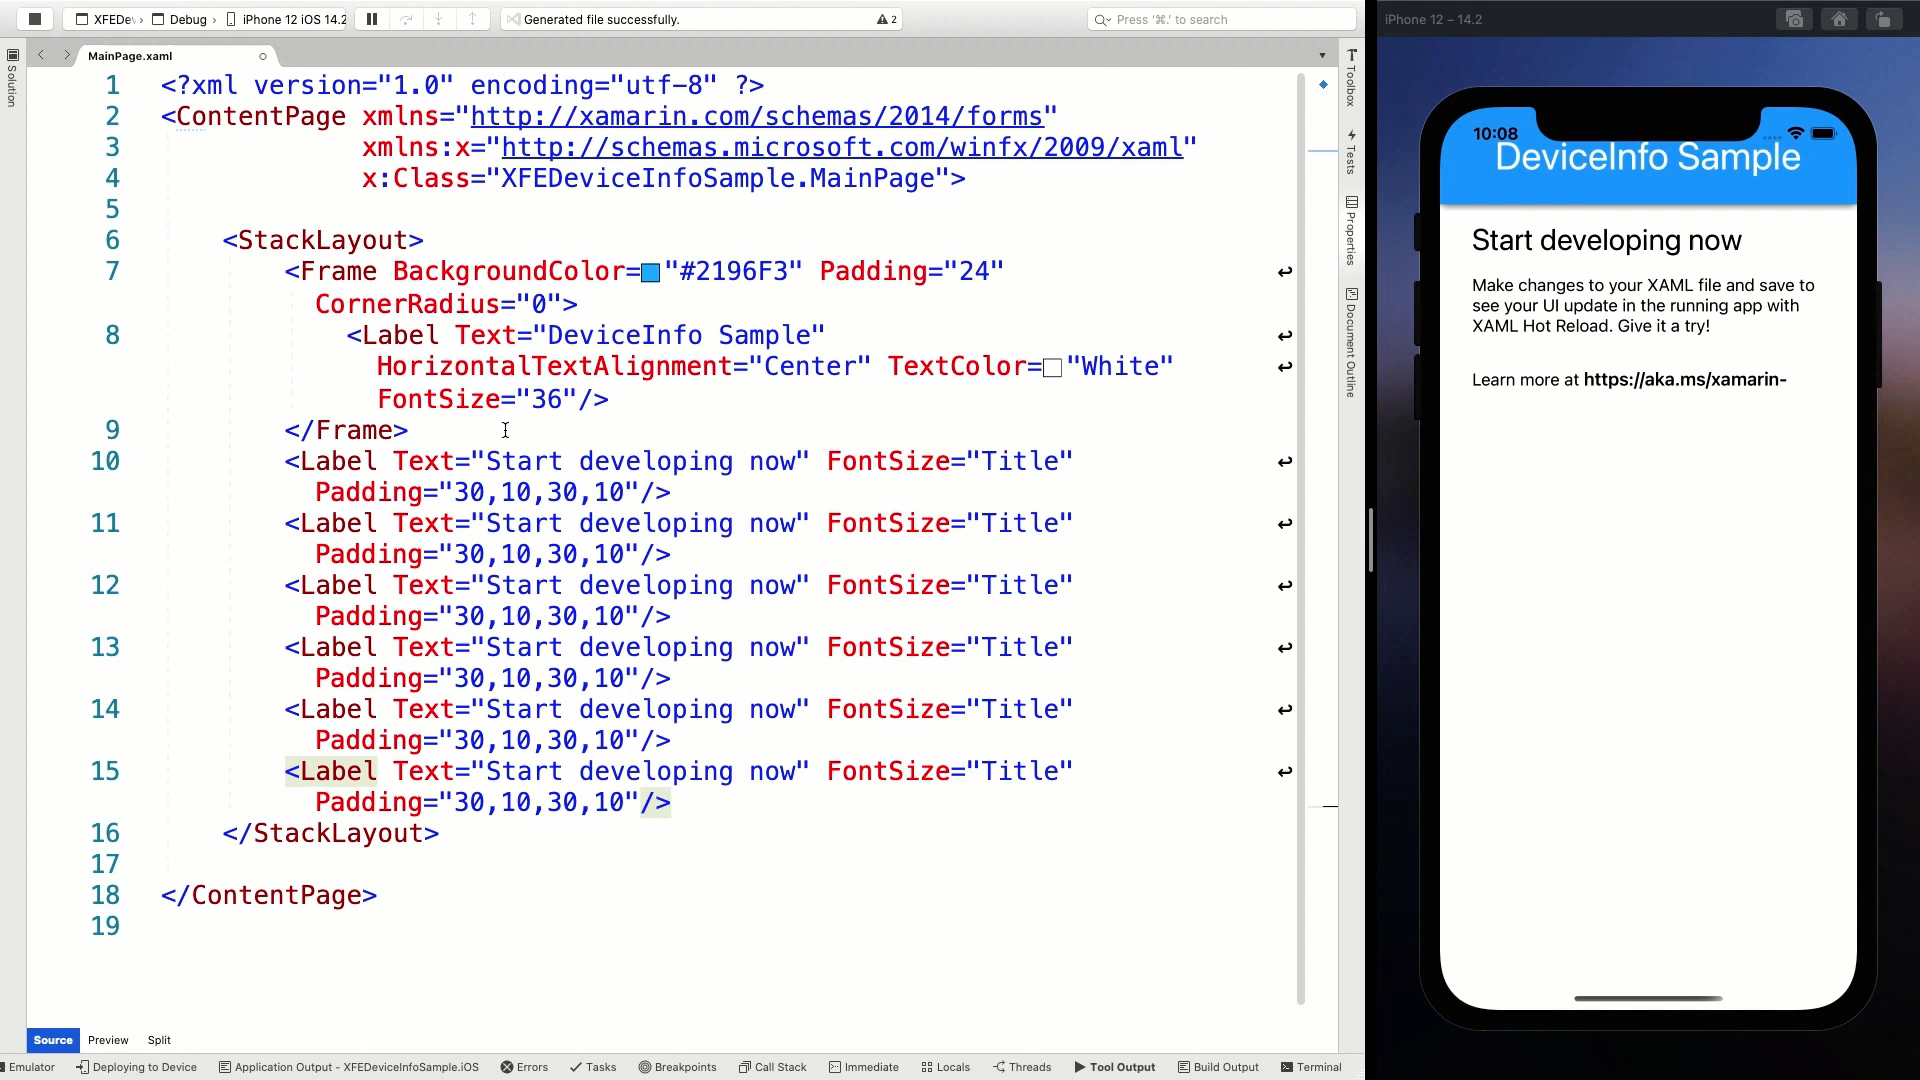 XFEDev › Debug › iPhone 12 iOS 14.2
Generated file successfully.
2
Press '⌘.' to search
iPhone 12 – 14.2
Solution
MainPage.xaml
1 <?xml version="1.0" encoding="utf-8" ?>
2 <ContentPage xmlns="http://xamarin.com/schemas/2014/forms"
3 xmlns:x="http://schemas.microsoft.com/winfx/2009/xaml"
4 x:Class="XFEDeviceInfoSample.MainPage">
5
6 <StackLayout>
7 <Frame BackgroundColor="#2196F3" Padding="24"
CornerRadius="0">
8 <Label Text="DeviceInfo Sample"
HorizontalTextAlignment="Center" TextColor="White"
FontSize="36"/>
9 </Frame>
10 <Label Text="Start developing now" FontSize="Title"
Padding="30,10,30,10"/>
11 <Label Text="Start developing now" FontSize="Title"
Padding="30,10,30,10"/>
12 <Label Text="Start developing now" FontSize="Title"
Padding="30,10,30,10"/>
13 <Label Text="Start developing now" FontSize="Title"
Padding="30,10,30,10"/>
14 <Label Text="Start developing now" FontSize="Title"
Padding="30,10,30,10"/>
15 <Label Text="Start developing now" FontSize="Title"
Padding="30,10,30,10"/>
16 </StackLayout>
17
18 </ContentPage>
19
Toolbox
Tests
Properties
Document Outline
10:08
DeviceInfo Sample
Start developing now
Make changes to your XAML file and save to
see your UI update in the running app with
XAML Hot Reload. Give it a try!
Learn more at https://aka.ms/xamarin-
Source Preview Split
Emulator Deploying to Device Application Output - XFEDeviceInfoSample.iOS Errors Tasks Breakpoints Call Stack Immediate Locals Threads Tool Output Build Output Terminal